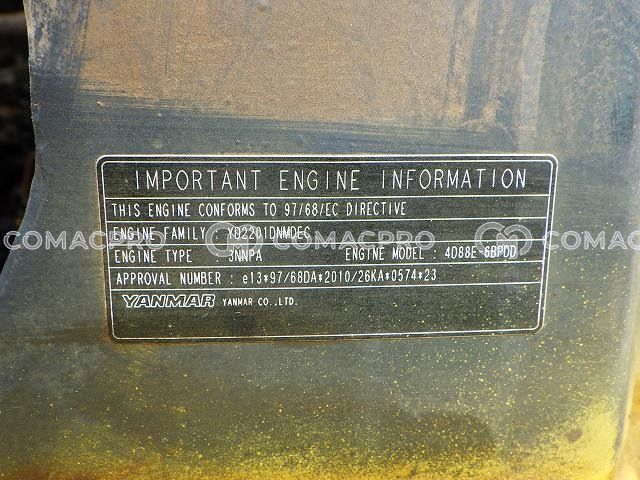 IMPORTANT ENGINE INFORMATION
THIS ENGINE CONFORMS TO 97/68/EC DIRECTIVE
ENGINE FAMILY : YD2201DNMDEC
ENGINE TYPE : 3NNPA ENGINE MODEL : 4D88E-6BPDD
APPROVAL NUMBER : e13*97/68DA*2010/26KA*0574*23
YANMAR YANMAR CO.,LTD.
COMACPRO COMACPRO COMACPRO